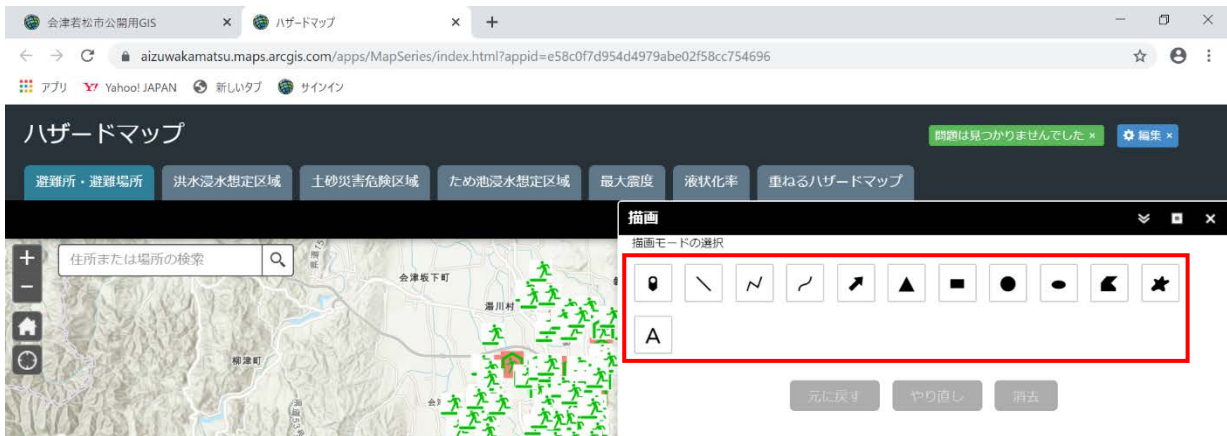 会津若松市公開用GIS
ハザードマップ
aizuwakamatsu.maps.arcgis.com/apps/MapSeries/index.html?appid=e58c0f7d954d4979abe02f58cc754696
アプリ Yahoo! JAPAN 新しいタブ サインイン
ハザードマップ
問題は見つかりませんでした ×
編集 ×
避難所・避難場所 洪水浸水想定区域 土砂災害危険区域 ため池浸水想定区域 最大震度 液状化率 重ねるハザードマップ
描画
描画モードの選択
住所または場所の検索
会津坂下町
湯川村
柳津町
A
元に戻す やり直し 消去